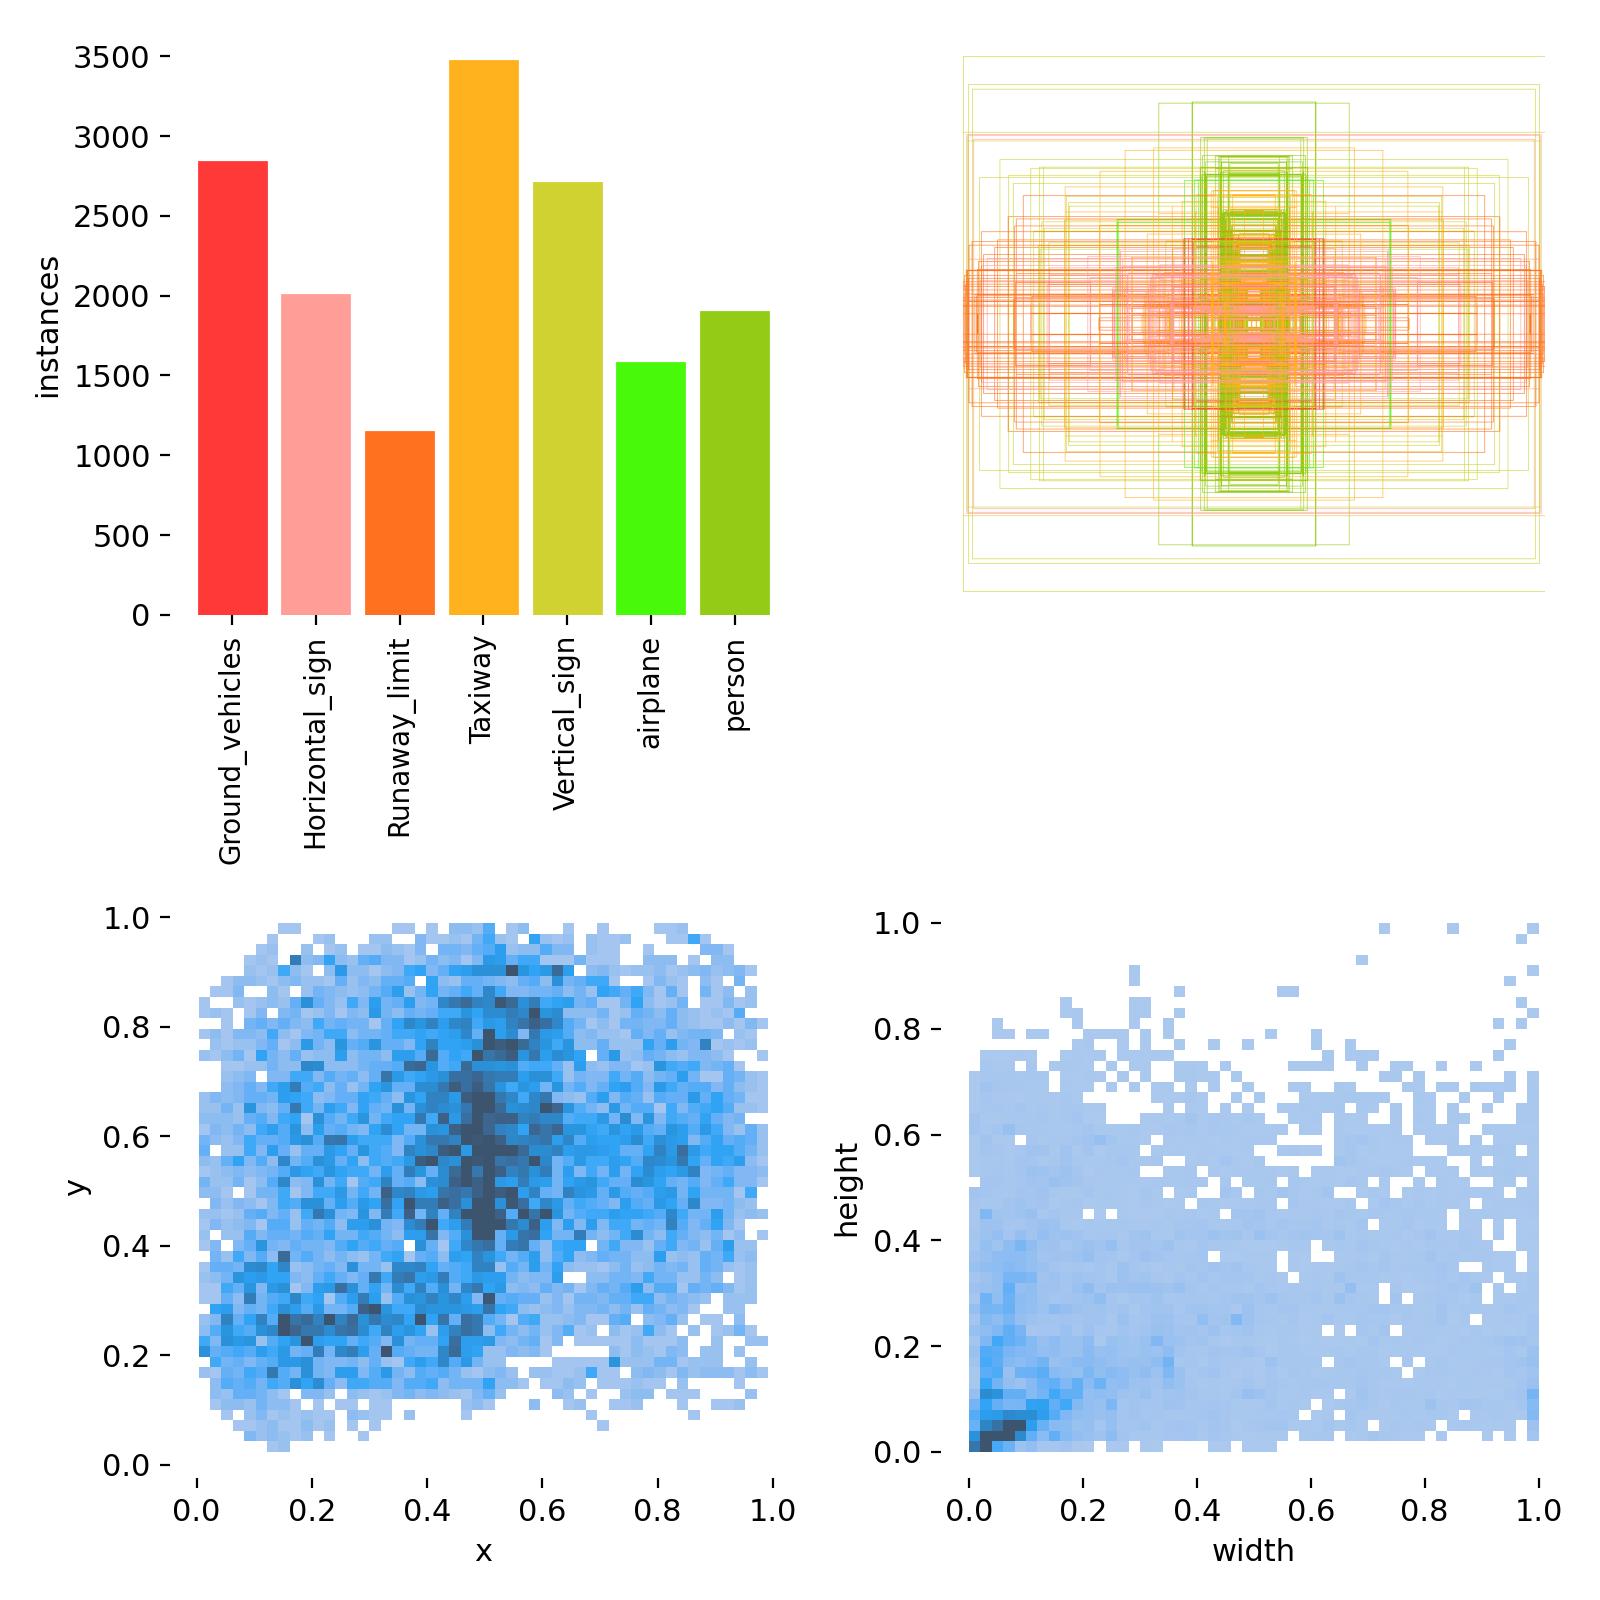 3500
3000
2500
2000
1500
1000
500
0
instances
Ground_vehicles
Horizontal_sign
Runaway_limit
Taxiway
Vertical_sign
airplane
person
1.0
0.8
0.6
0.4
0.2
0.0
y
0.0 0.2 0.4 0.6 0.8 1.0
x
1.0
0.8
0.6
0.4
0.2
0.0
height
0.0 0.2 0.4 0.6 0.8 1.0
width